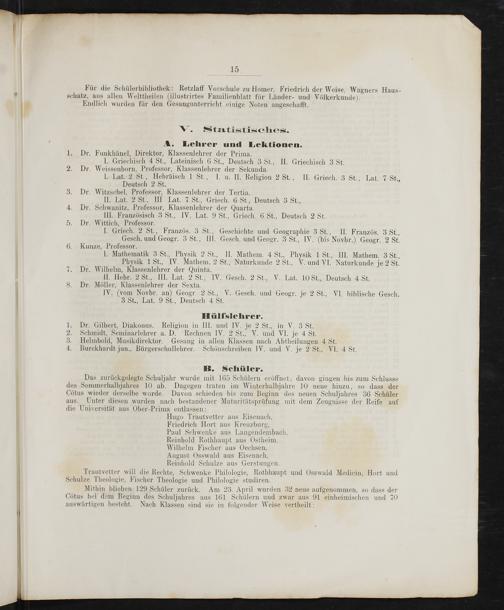 15
Für die Schülerbibliothek: Retzlaff Vorschule zu Homer, Friedrich der Weise, Wagners Haus-
schatz, aus allen Welttheilen (illustrirtes Familienblatt für Länder- und Völkerkunde).
Endlich wurden für den Gesangunterricht einige Noten angeschafft.
V. Statistisches.
A. Lehrer und Lektionen.
1. Dr. Funkhänel, Direktor, Klassenlehrer der Prima.
I. Griechisch 4 St., Lateinisch 6 St., Deutsch 3 St., II. Griechisch 3 St.
2. Dr. Weissenborn, Professor, Klassenlehrer der Sekunda.
I. Lat. 2 St., Hebräisch 1 St., I. u. II. Religion 2 St., II. Griesch. 3 St., Lat. 7 St.,
Deutsch 2 St.
3. Dr. Witzschel, Professor, Klassenlehrer der Tertia.
II. Lat. 2 St., III Lat. 7 St., Griech. 6 St., Deutsch 3 St.,
4. Dr. Schwanitz, Professor, Klassenlehrer der Quarta.
III. Französisch 3 St., IV. Lat. 9 St., Griesch. 6 St., Deutsch 2 St.
5. Dr. Wittich, Professor.
I. Griech. 2 St., Französ. 3 St., Geschichte und Geographie 3 St., II. Französ. 3 St.,
Gesch. und Geogr. 3 St., III. Gesch. und Geogr. 3 St., IV. (bis Novbr.) Geogr. 2 St.
6. Kunze, Professor.
I. Mathematik 3 St., Physik 2 St., II. Mathem. 4 St., Physik 1 St., III. Mathem. 3 St.,
Physik 1 St., IV. Mathem. 2 St., Naturkunde 2 St., V. und VI. Naturkunde je 2 St.
7. Dr. Wilhelm, Klassenlehrer der Quinta.
II. Hebr. 2 St., III. Lat. 2 St., IV. Gesch. 2 St., V. Lat. 10 St., Deutsch 4 St.
8. Dr. Möller, Klassenlehrer der Sexta.
IV. (vom Novbr. an) Geogr. 2 St., V. Gesch. und Geogr. je 2 St., VI. biblische Gesch.
3 St., Lat. 9 St., Deutsch 4 St.
Hülfslehrer.
1. Dr. Gilbert, Diakonus. Religion in III. und IV. je 2 St., in V. 3 St.
2. Schmidt, Seminarlehrer a. D. Rechnen IV. 2 St., V. und VI. je 4 St.
3. Helmbold, Musikdirektor. Gesang in allen Klassen nach Abtheilungen 4 St.
4. Burckhardt jun., Bürgerschullehrer. Schönschreiben IV. und V. je 2 St., VI. 4 St.
B. Schüler.
Das zurückgelegte Schuljahr wurde mit 165 Schülern eröffnet; davon gingen bis zum Schlusse
des Sommerhalbjahres 10 ab. Dagegen traten im Winterhalbjahre 10 neue hinzu, so dass der
Cötus wieder derselbe wurde. Davon schieden bis zum Beginn des neuen Schuljahres 36 Schüler
aus. Unter diesen wurden nach bestandener Maturitätsprüfung mit dem Zeugnisse der Reife auf
die Universität aus Ober-Prima entlassen:
Hugo Trautvetter aus Eisenach,
Friedrich Hort aus Kreuzburg,
Paul Schwenke aus Langendembach,
Reinhold Rothhaupt aus Ostheim,
Wilhelm Fischer aus Oechsen,
August Osswald aus Eisenach,
Reinhold Schulze aus Gerstungen.
Trautvetter will die Rechte, Schwenke Philologie, Rothhaupt und Osswald Medicin, Hort und
Schulze Theologie, Fischer Theologie und Philologie studiren.
Mithin blieben 129 Schüler zurück. Am 25. April wurden 32 neue aufgenommen, so dass der
Cötus bei dem Beginn des Schuljahres aus 161 Schülern und zwar aus 91 einheimischen und 70
auswärtigen besteht. Nach Klassen sind sie in folgender Weise vertheilt: